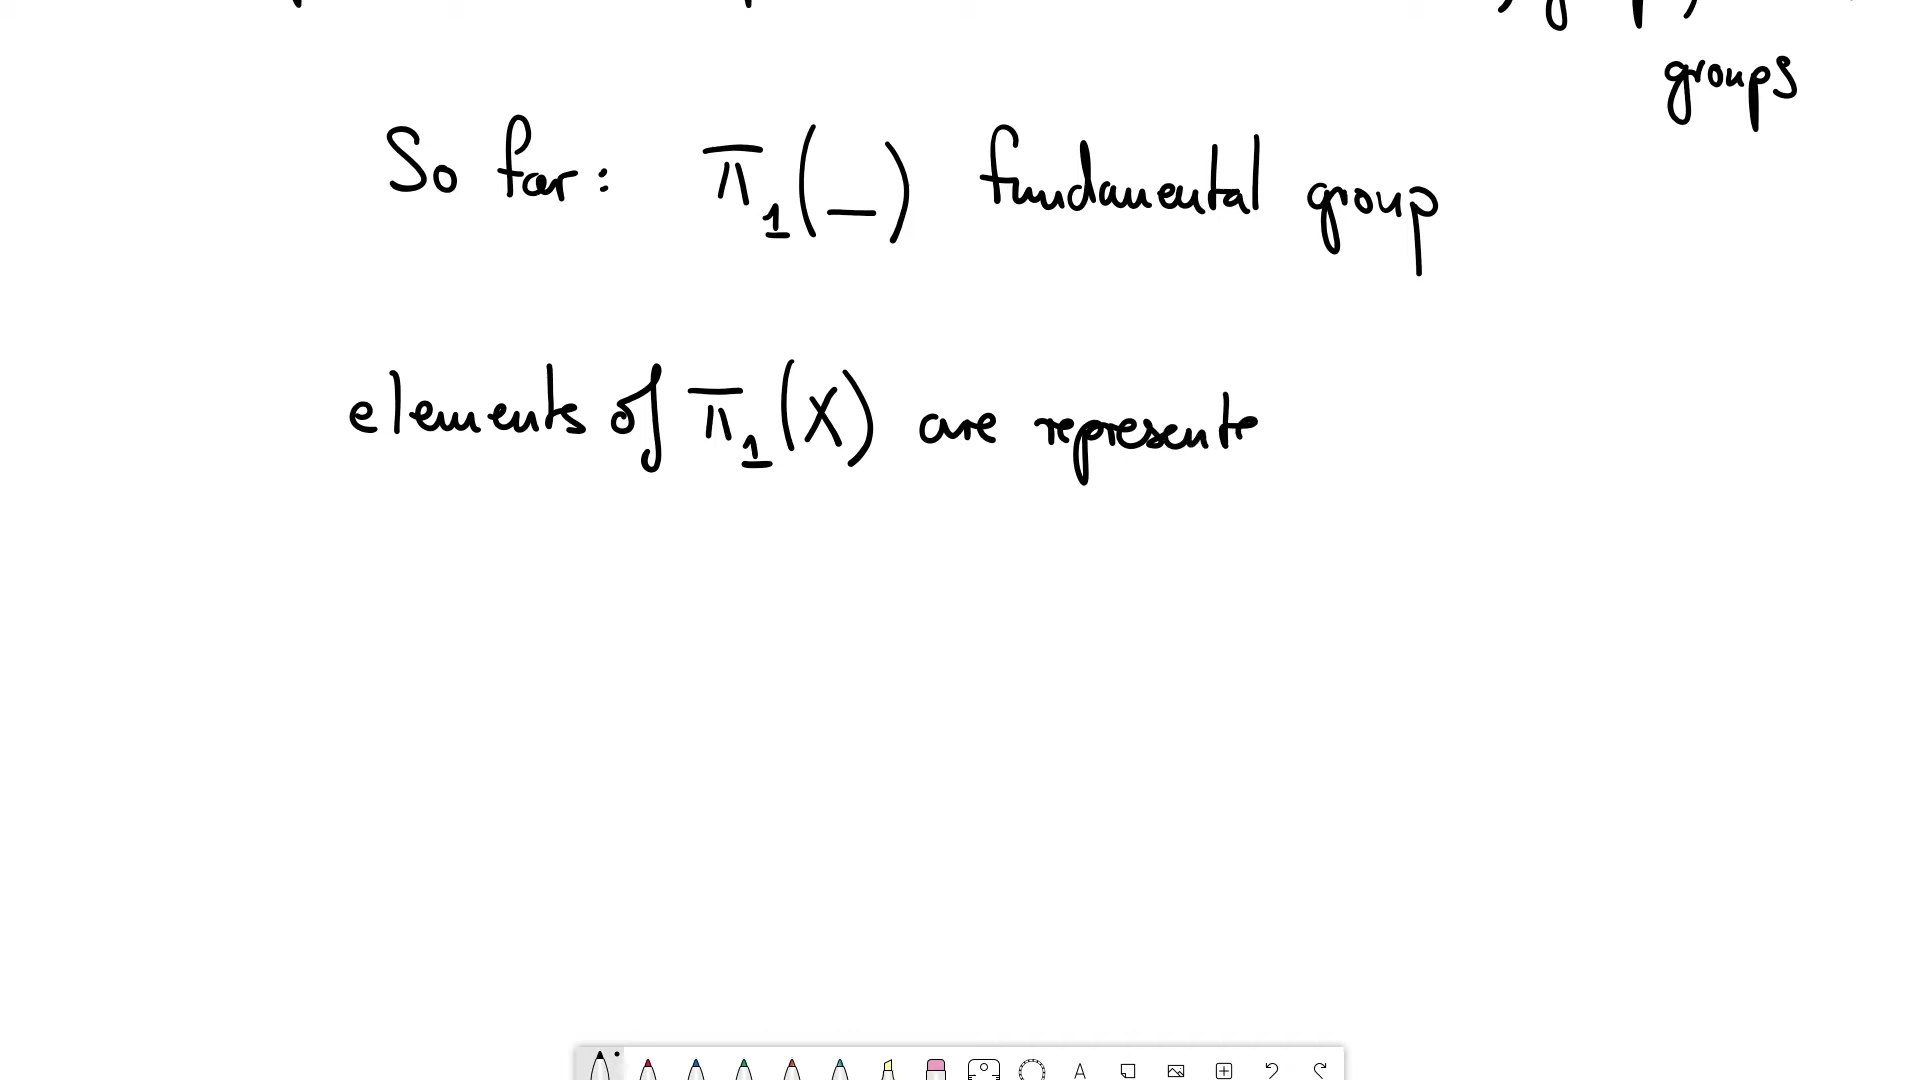 groups
So far: π₁(_) fundamental group
elements of π₁(X) are represente